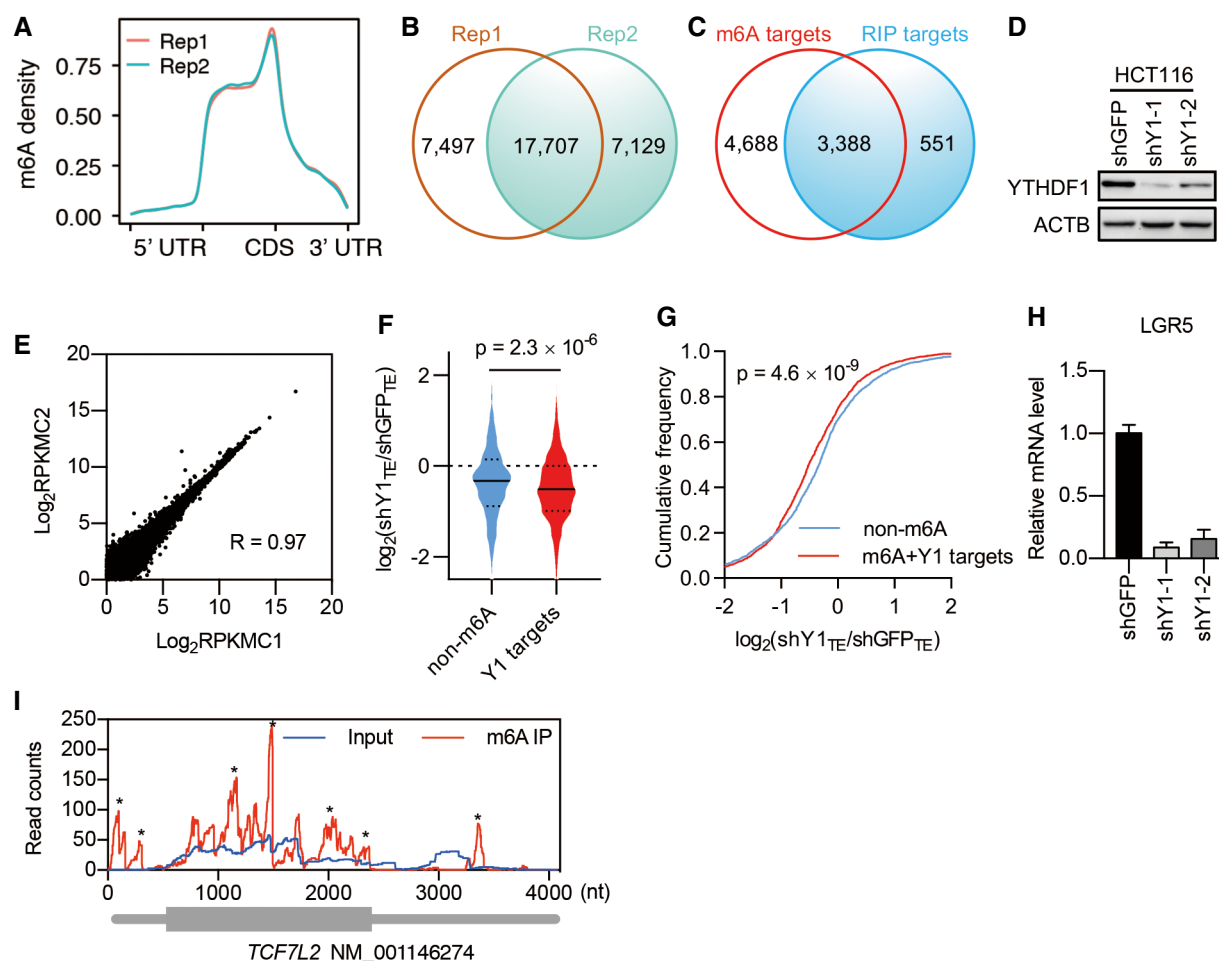 A
Rep1
Rep2
m6A density
0.75
0.50
0.25
0.00
5' UTR CDS 3' UTR
B
Rep1 Rep2
7,497 17,707 7,129
C
m6A targets RIP targets
4,688 3,388 551
D
HCT116
shGFP shY1-1 shY1-2
YTHDF1
ACTB
E
Log2RPKMC2
20
15
10
5
0
R = 0.97
0 5 10 15 20
Log2RPKMC1
F
p = 2.3 × 10-6
log2(shY1TE/shGFPTE)
2
0
-2
non-m6A Y1 targets
G
p = 4.6 × 10-9
Cumulative frequency
1.0
0.8
0.6
0.4
0.2
0.0
non-m6A
m6A+Y1 targets
-2 -1 0 1 2
log2(shY1TE/shGFPTE)
H
LGR5
Relative mRNA level
1.5
1.0
0.5
0.0
shGFP shY1-1 shY1-2
I
Read counts
250
200
150
100
50
0
Input m6A IP
* * * * * * *
0 1000 2000 3000 4000 (nt)
TCF7L2 NM_001146274